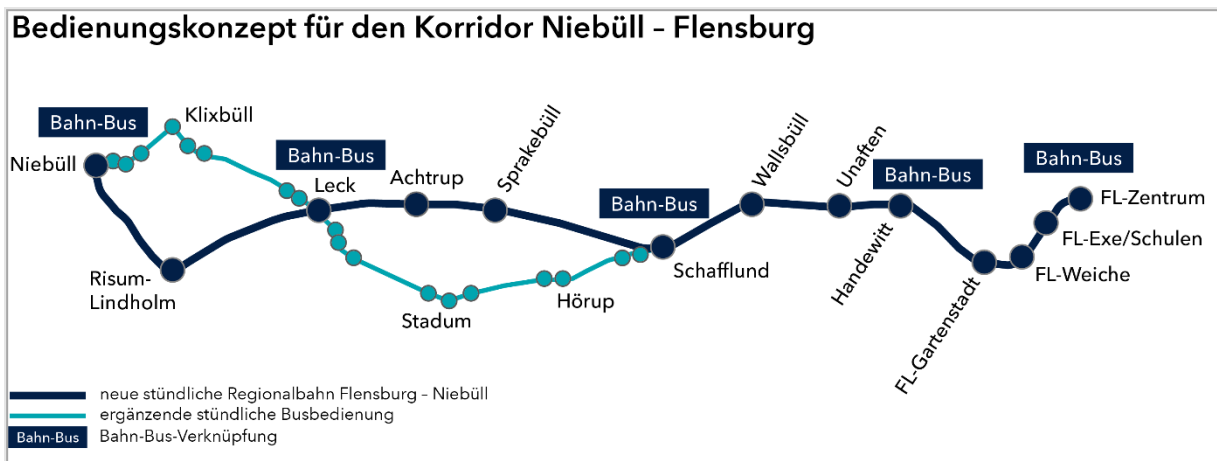 Bedienungskonzept für den Korridor Niebüll – Flensburg
Bahn-Bus
Klixbüll
Niebüll
Risum-
Lindholm
Bahn-Bus
Leck
Achtrup
Sprakebüll
Stadum
Hörup
Bahn-Bus
Schafflund
Wallsbüll
Unaften
Bahn-Bus
Handewitt
FL-Gartenstadt
Bahn-Bus
FL-Zentrum
FL-Exe/Schulen
FL-Weiche
neue stündliche Regionalbahn Flensburg – Niebüll
ergänzende stündliche Busbedienung
Bahn-Bus Bahn-Bus-Verknüpfung